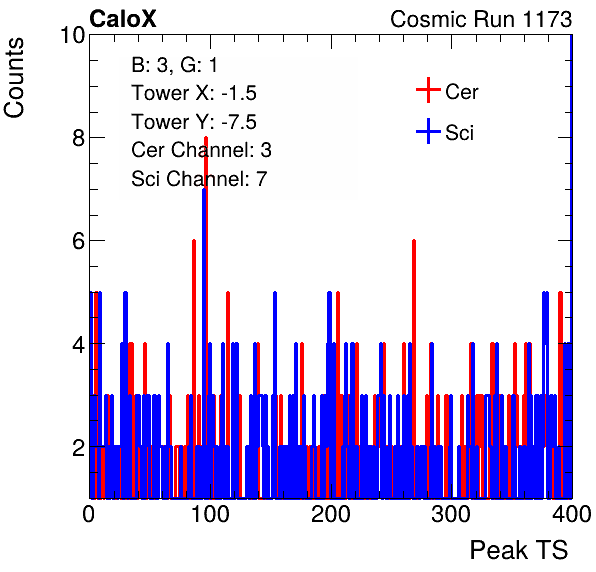 CaloX Cosmic Run 1173
Counts
10
8
6
4
2
B: 3, G: 1
Tower X: -1.5
Tower Y: -7.5
Cer Channel: 3
Sci Channel: 7
Cer
Sci
0 100 200 300 400
Peak TS